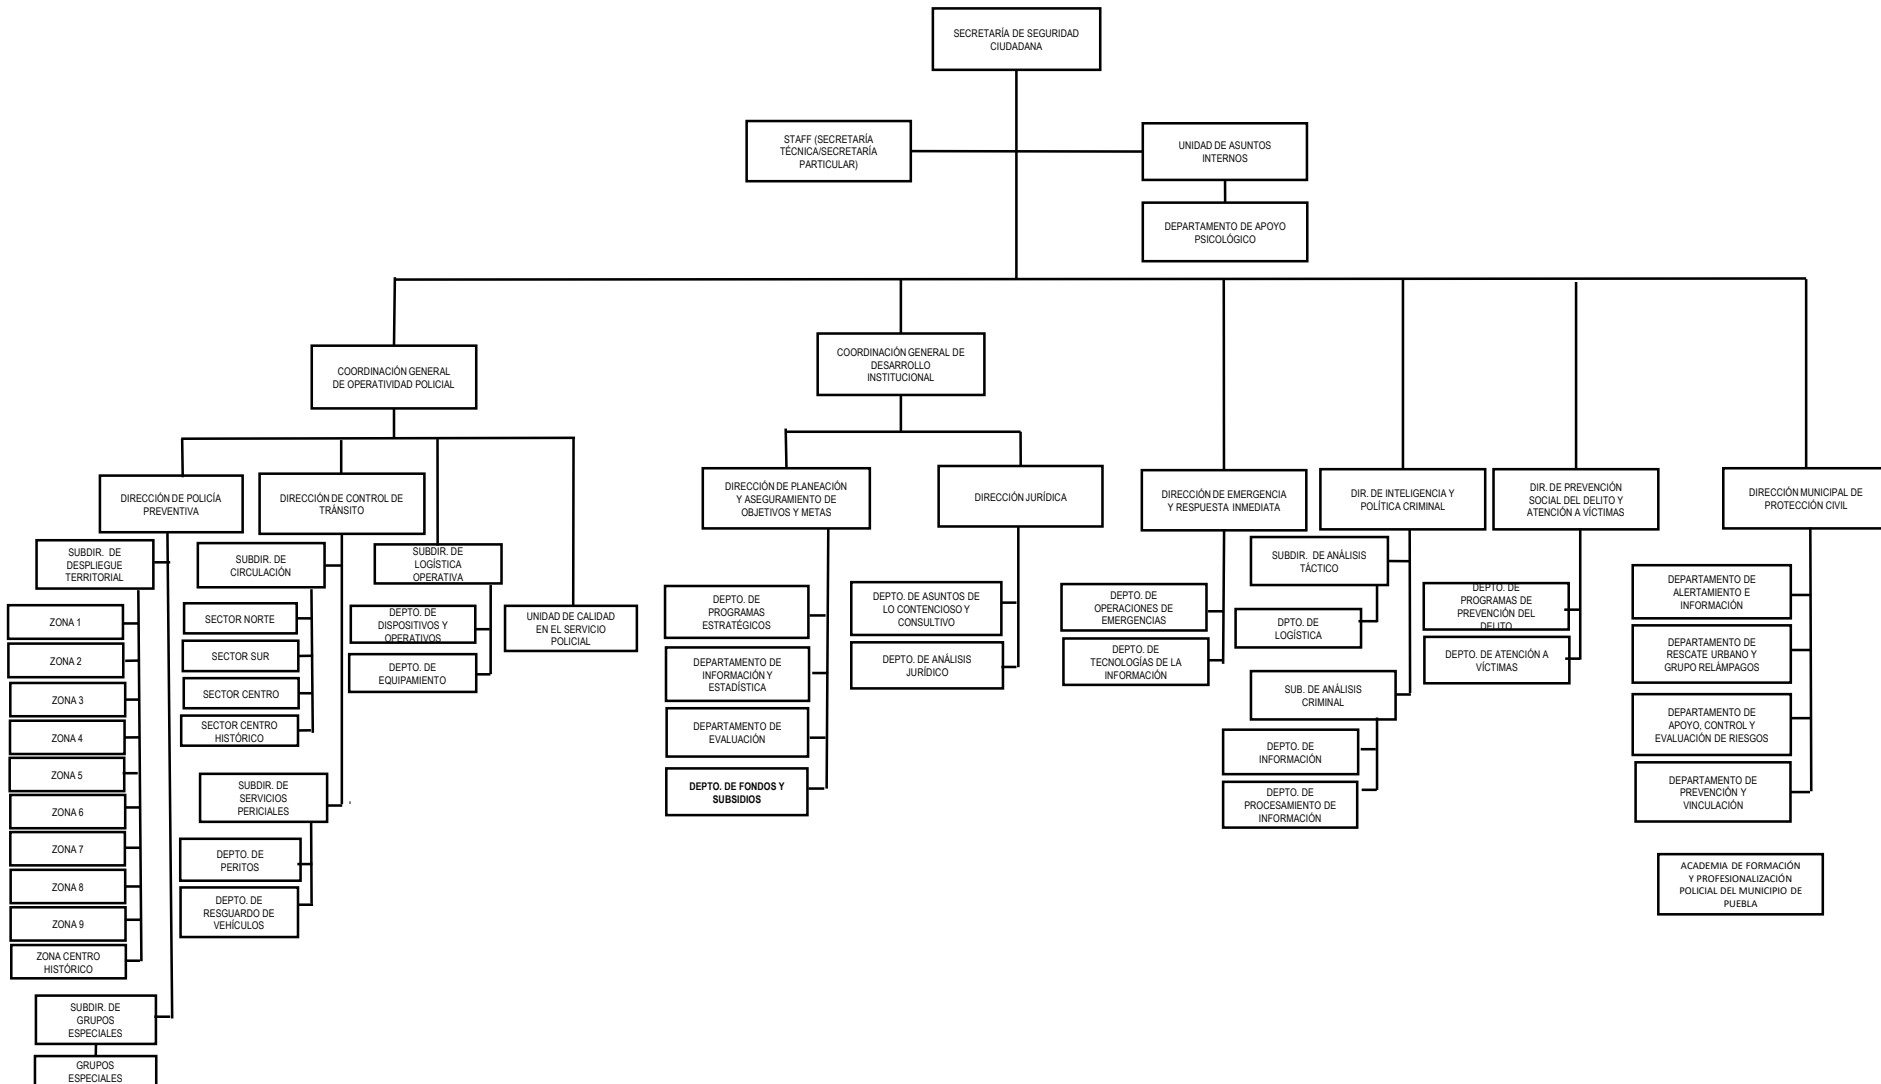 SECRETARÍA DE SEGURIDAD
CIUDADANA
STAFF (SECRETARÍA
TÉCNICA/SECRETARÍA
PARTICULAR)
UNIDAD DE ASUNTOS
INTERNOS
DEPARTAMENTO DE APOYO
PSICOLÓGICO
COORDINACIÓN GENERAL
DE OPERATIVIDAD POLICIAL
COORDINACIÓN GENERAL DE
DESARROLLO
INSTITUCIONAL
DIRECCIÓN DE POLICÍA
PREVENTIVA
DIRECCIÓN DE CONTROL DE
TRÁNSITO
DIRECCIÓN DE PLANEACIÓN
Y ASEGURAMIENTO DE
OBJETIVOS Y METAS
DIRECCIÓN JURÍDICA
DIRECCIÓN DE EMERGENCIA
Y RESPUESTA INMEDIATA
DIR. DE INTELIGENCIA Y
POLÍTICA CRIMINAL
DIR. DE PREVENCIÓN
SOCIAL DEL DELITO Y
ATENCIÓN A VÍCTIMAS
DIRECCIÓN MUNICIPAL DE
PROTECCIÓN CIVIL
SUBDIR. DE
DESPLIEGUE
TERRITORIAL
ZONA 1
ZONA 2
ZONA 3
ZONA 4
ZONA 5
ZONA 6
ZONA 7
ZONA 8
ZONA 9
ZONA CENTRO
HISTÓRICO
SUBDIR. DE
GRUPOS
ESPECIALES
GRUPOS
ESPECIALES
SUBDIR. DE
CIRCULACIÓN
SECTOR NORTE
SECTOR SUR
SECTOR CENTRO
SECTOR CENTRO
HISTÓRICO
SUBDIR. DE
SERVICIOS
PERICIALES
DEPTO. DE
PERITOS
DEPTO. DE
RESGUARDO DE
VEHÍCULOS
SUBDIR. DE
LOGÍSTICA
OPERATIVA
DEPTO. DE
DISPOSITIVOS Y
OPERATIVOS
DEPTO. DE
EQUIPAMIENTO
UNIDAD DE CALIDAD
EN EL SERVICIO
POLICIAL
DEPTO. DE
PROGRAMAS
ESTRATÉGICOS
DEPARTAMENTO DE
INFORMACIÓN Y
ESTADÍSTICA
DEPARTAMENTO DE
EVALUACIÓN
DEPTO. DE FONDOS Y
SUBSIDIOS
DEPTO. DE ASUNTOS DE
LO CONTENCIOSO Y
CONSULTIVO
DEPTO. DE ANÁLISIS
JURÍDICO
DEPTO. DE
OPERACIONES DE
EMERGENCIAS
DEPTO. DE
TECNOLOGÍAS DE LA
INFORMACIÓN
SUBDIR. DE ANÁLISIS
TÁCTICO
DPTO. DE
LOGÍSTICA
SUB. DE ANÁLISIS
CRIMINAL
DEPTO. DE
INFORMACIÓN
DEPTO. DE
PROCESAMIENTO DE
INFORMACIÓN
DEPTO. DE
PROGRAMAS DE
PREVENCIÓN DEL
DELITO
DEPTO. DE ATENCIÓN A
VÍCTIMAS
DEPARTAMENTO DE
ALERTAMIENTO E
INFORMACIÓN
DEPARTAMENTO DE
RESCATE URBANO Y
GRUPO RELÁMPAGOS
DEPARTAMENTO DE
APOYO, CONTROL Y
EVALUACIÓN DE RIESGOS
DEPARTAMENTO DE
PREVENCIÓN Y
VINCULACIÓN
ACADEMIA DE FORMACIÓN
Y PROFESIONALIZACIÓN
POLICIAL DEL MUNICIPIO DE
PUEBLA